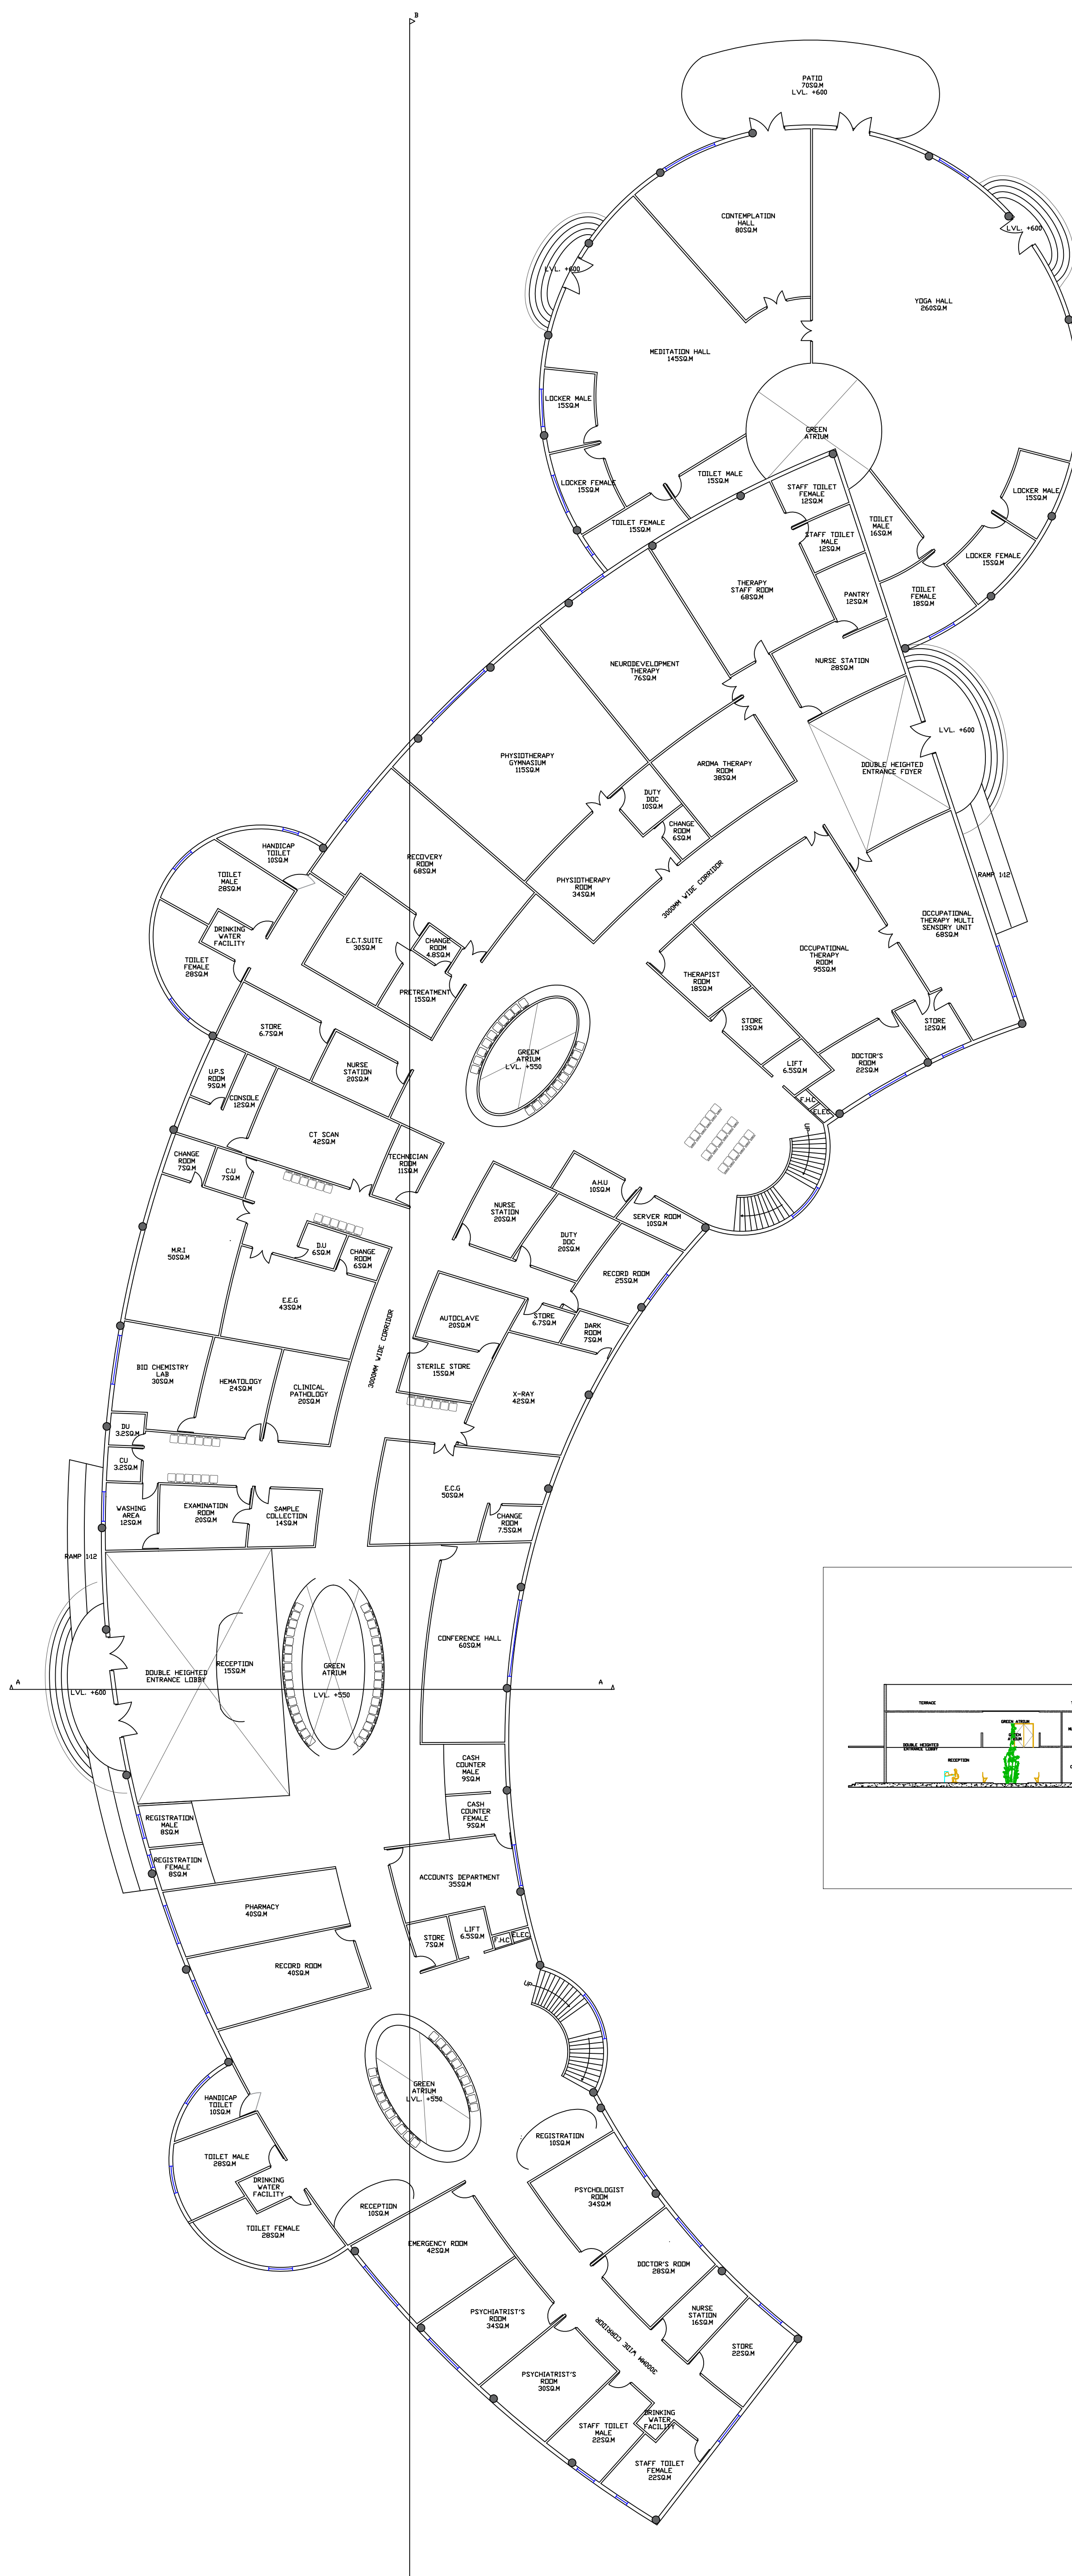 B
PATIO
70SQ.M
LVL. +600
CONTEMPLATION
HALL
80SQ.M
LVL. +600
LVL. +600
YOGA HALL
260SQ.M
MEDITATION HALL
145SQ.M
LOCKER MALE
15SQ.M
GREEN
ATRIUM
LOCKER FEMALE
15SQ.M
TOILET MALE
15SQ.M
TOILET FEMALE
15SQ.M
STAFF TOILET
FEMALE
12SQ.M
STAFF TOILET
MALE
12SQ.M
TOILET
MALE
16SQ.M
LOCKER MALE
15SQ.M
LOCKER FEMALE
15SQ.M
THERAPY
STAFF ROOM
68SQ.M
PANTRY
12SQ.M
TOILET
FEMALE
18SQ.M
NEURODEVELOPMENT
THERAPY
76SQ.M
NURSE STATION
28SQ.M
LVL. +600
PHYSIOTHERAPY
GYMNASIUM
115SQ.M
AROMA THERAPY
ROOM
38SQ.M
DOUBLE HEIGHTED
ENTRANCE FOYER
DUTY
DOC
10SQ.M
CHANGE
ROOM
6SQ.M
HANDICAP
TOILET
10SQ.M
RECOVERY
ROOM
68SQ.M
PHYSIOTHERAPY
ROOM
34SQ.M
3000MM WIDE CORRIDOR
RAMP 1:12
TOILET
MALE
28SQ.M
OCCUPATIONAL
THERAPY MULTI
SENSORY UNIT
68SQ.M
DRINKING
WATER
FACILITY
E.C.T.SUITE
30SQ.M
CHANGE
ROOM
4.8SQ.M
OCCUPATIONAL
THERAPY
ROOM
95SQ.M
TOILET
FEMALE
28SQ.M
PRETREATMENT
15SQ.M
THERAPIST
ROOM
18SQ.M
STORE
6.7SQ.M
STORE
13SQ.M
STORE
12SQ.M
NURSE
STATION
20SQ.M
GREEN
ATRIUM
LVL. +550
LIFT
6.5SQ.M
DOCTOR'S
ROOM
22SQ.M
U.P.S
ROOM
9SQ.M
CONSOLE
12SQ.M
F.H.C
ELEC.
UP
CT SCAN
42SQ.M
CHANGE
ROOM
7SQ.M
C.U
7SQ.M
TECHNICIAN
ROOM
11SQ.M
A.H.U
10SQ.M
NURSE
STATION
20SQ.M
SERVER ROOM
10SQ.M
DUTY
DOC
20SQ.M
M.R.I
50SQ.M
D.U
6SQ.M
CHANGE
ROOM
6SQ.M
RECORD ROOM
25SQ.M
E.E.G
43SQ.M
AUTOCLAVE
20SQ.M
STORE
6.7SQ.M
DARK
ROOM
7SQ.M
3000MM WIDE CORRIDOR
BIO CHEMISTRY
LAB
30SQ.M
HEMATOLOGY
24SQ.M
CLINICAL
PATHOLOGY
20SQ.M
STERILE STORE
15SQ.M
X-RAY
42SQ.M
DU
3.2SQ.M
CU
3.2SQ.M
E.C.G
50SQ.M
WASHING
AREA
12SQ.M
EXAMINATION
ROOM
20SQ.M
SAMPLE
COLLECTION
14SQ.M
CHANGE
ROOM
7.5SQ.M
RAMP 1:12
CONFERENCE HALL
60SQ.M
RECEPTION
15SQ.M
DOUBLE HEIGHTED
ENTRANCE LOBBY
GREEN
ATRIUM
LVL. +550
A
A
LVL. +600
TERRACE
GREEN ATRIUM
GREEN
ATRIUM
DOUBLE HEIGHTED
ENTRANCE LOBBY
RECEPTION
CASH
COUNTER
MALE
9SQ.M
CASH
COUNTER
FEMALE
9SQ.M
REGISTRATION
MALE
8SQ.M
REGISTRATION
FEMALE
8SQ.M
ACCOUNTS DEPARTMENT
35SQ.M
PHARMACY
40SQ.M
STORE
7SQ.M
LIFT
6.5SQ.M
F.H.C
ELEC.
RECORD ROOM
40SQ.M
UP
HANDICAP
TOILET
10SQ.M
GREEN
ATRIUM
LVL. +550
REGISTRATION
10SQ.M
TOILET MALE
28SQ.M
DRINKING
WATER
FACILITY
PSYCHOLOGIST
ROOM
34SQ.M
RECEPTION
10SQ.M
TOILET FEMALE
28SQ.M
EMERGENCY ROOM
42SQ.M
DOCTOR'S ROOM
28SQ.M
PSYCHIATRIST'S
ROOM
34SQ.M
NURSE
STATION
16SQ.M
3000MM WIDE CORRIDOR
STORE
22SQ.M
PSYCHIATRIST'S
ROOM
30SQ.M
DRINKING
WATER
FACILITY
STAFF TOILET
MALE
22SQ.M
STAFF TOILET
FEMALE
22SQ.M